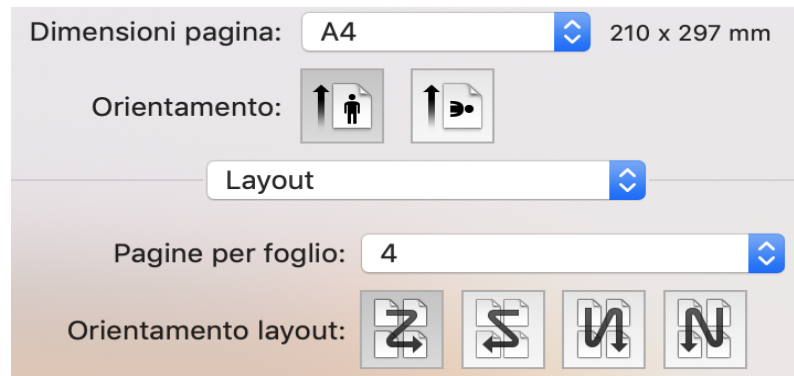 Dimensioni pagina: A4 210 x 297 mm
Orientamento:
Layout
Pagine per foglio: 4
Orientamento layout: